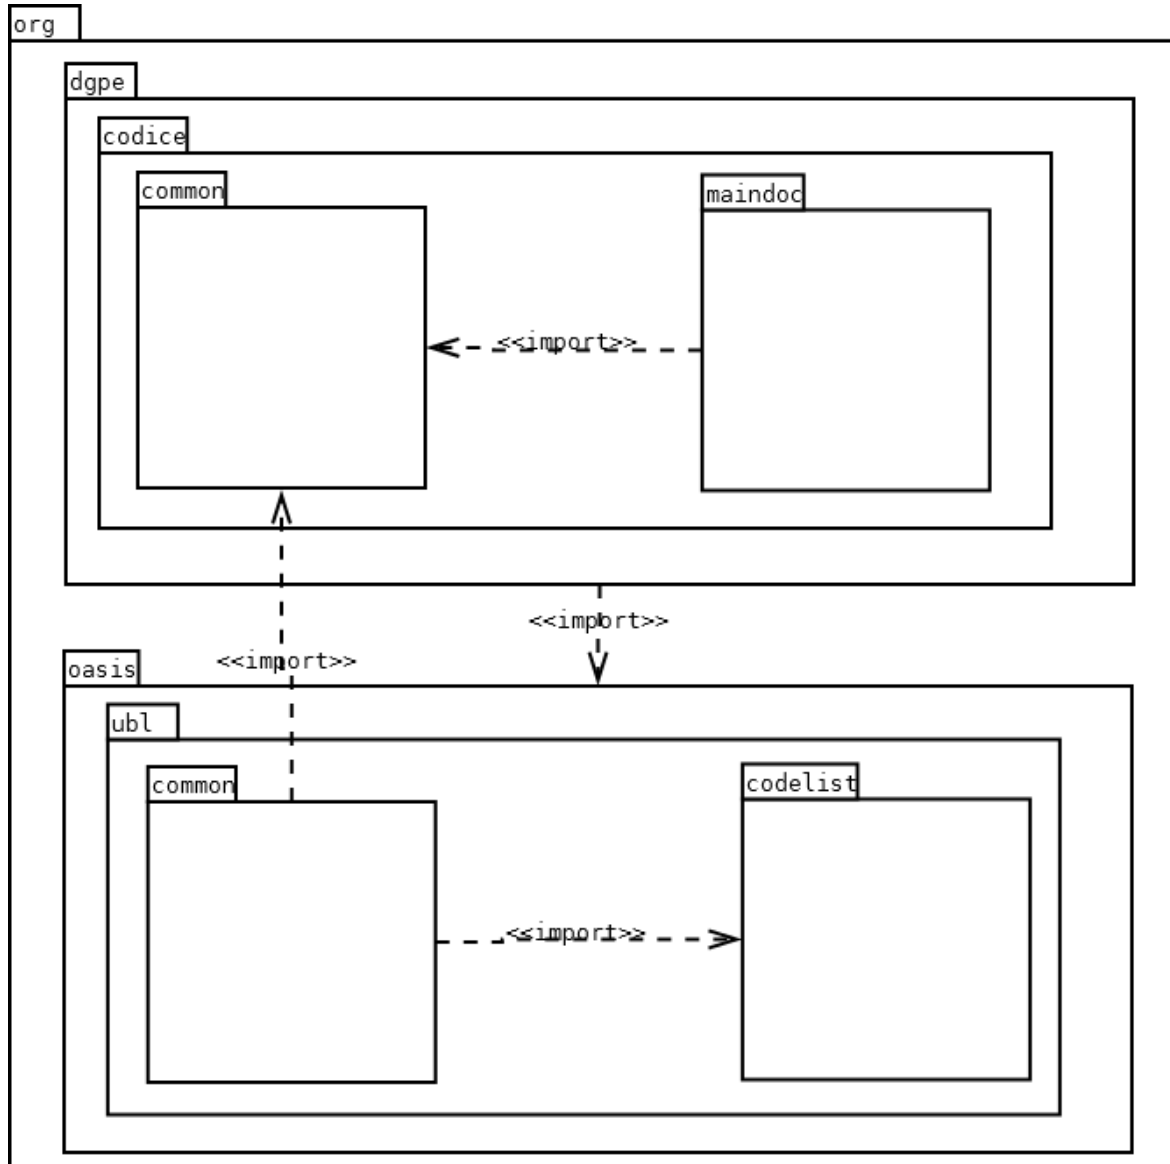 org
dgpe
codice
common
maindoc
<<import>>
<<import>>
<<import>>
oasis
ubl
common
codelist
<<import>>